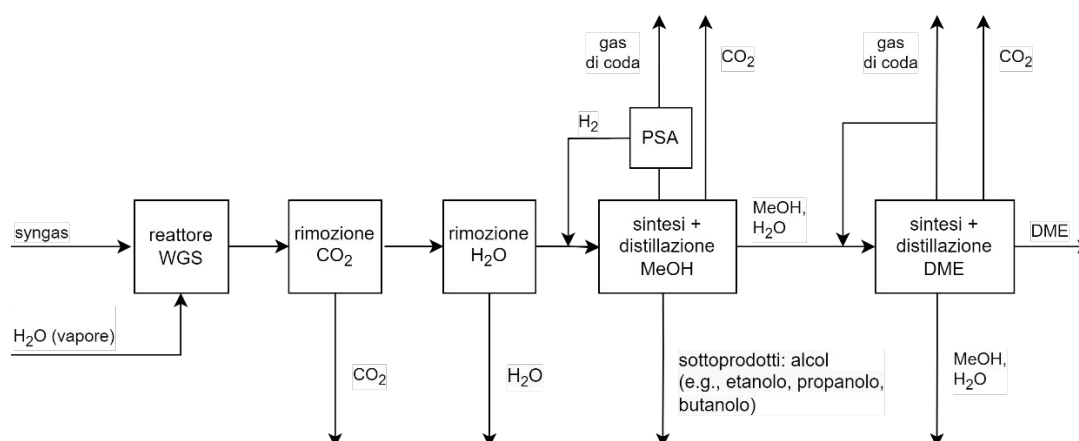 gas
di coda
CO2
gas
di coda
CO2
H2
PSA
syngas
reattore
WGS
rimozione
CO2
rimozione
H2O
sintesi +
distillazione
MeOH
MeOH,
H2O
sintesi +
distillazione
DME
DME
H2O (vapore)
CO2
H2O
sottoprodotti: alcol
(e.g., etanolo, propanolo,
butanolo)
MeOH,
H2O